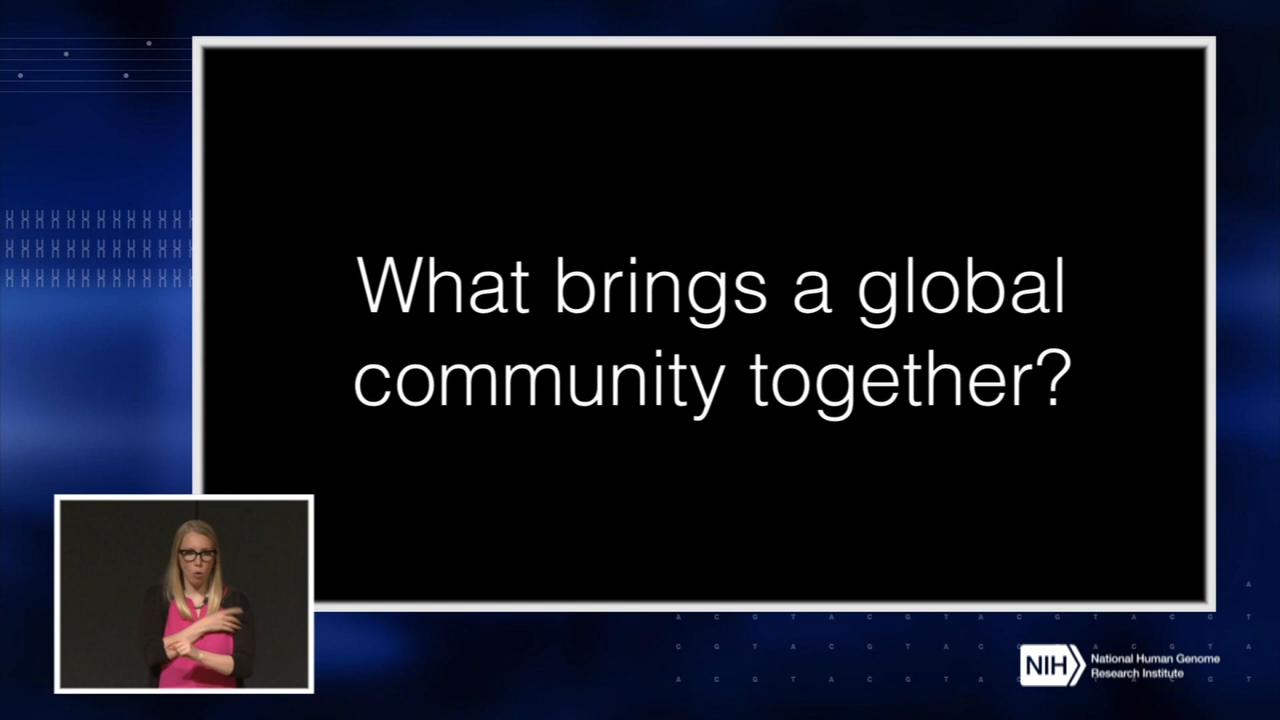 What brings a global
community together?
A C G T A C G T A C G T A C G T
C G T A C G T A C G T A
A C G T A C G T A C G T
NIH
National Human Genome
Research Institute